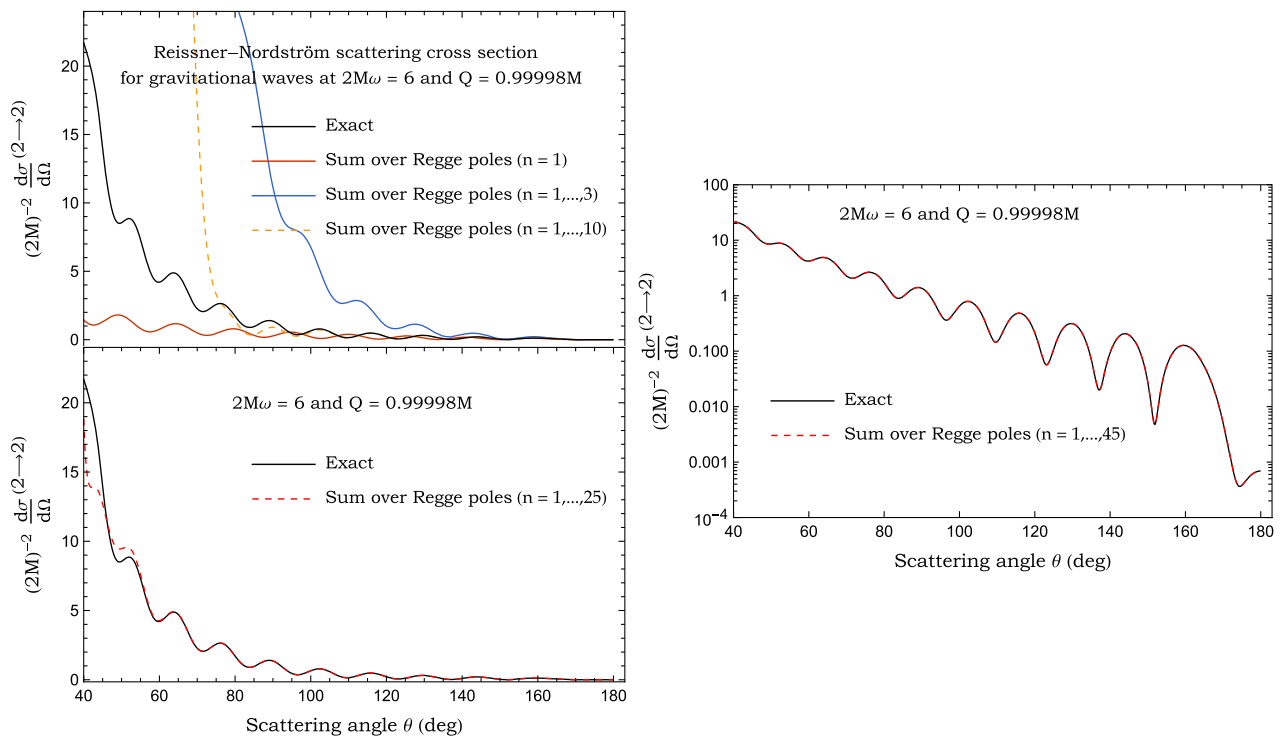 Reissner–Nordström scattering cross section
for gravitational waves at 2Mω = 6 and Q = 0.99998M
Exact
Sum over Regge poles (n = 1)
Sum over Regge poles (n = 1,...,3)
Sum over Regge poles (n = 1,...,10)
(2M)⁻² dσ/dΩ (2⟶2)
20
15
10
5
0
2Mω = 6 and Q = 0.99998M
Exact
Sum over Regge poles (n = 1,...,25)
(2M)⁻² dσ/dΩ (2⟶2)
20
15
10
5
0
40 60 80 100 120 140 160 180
Scattering angle θ (deg)
2Mω = 6 and Q = 0.99998M
Exact
Sum over Regge poles (n = 1,...,45)
(2M)⁻² dσ/dΩ (2⟶2)
100
10
1
0.100
0.010
0.001
10⁻⁴
40 60 80 100 120 140 160 180
Scattering angle θ (deg)